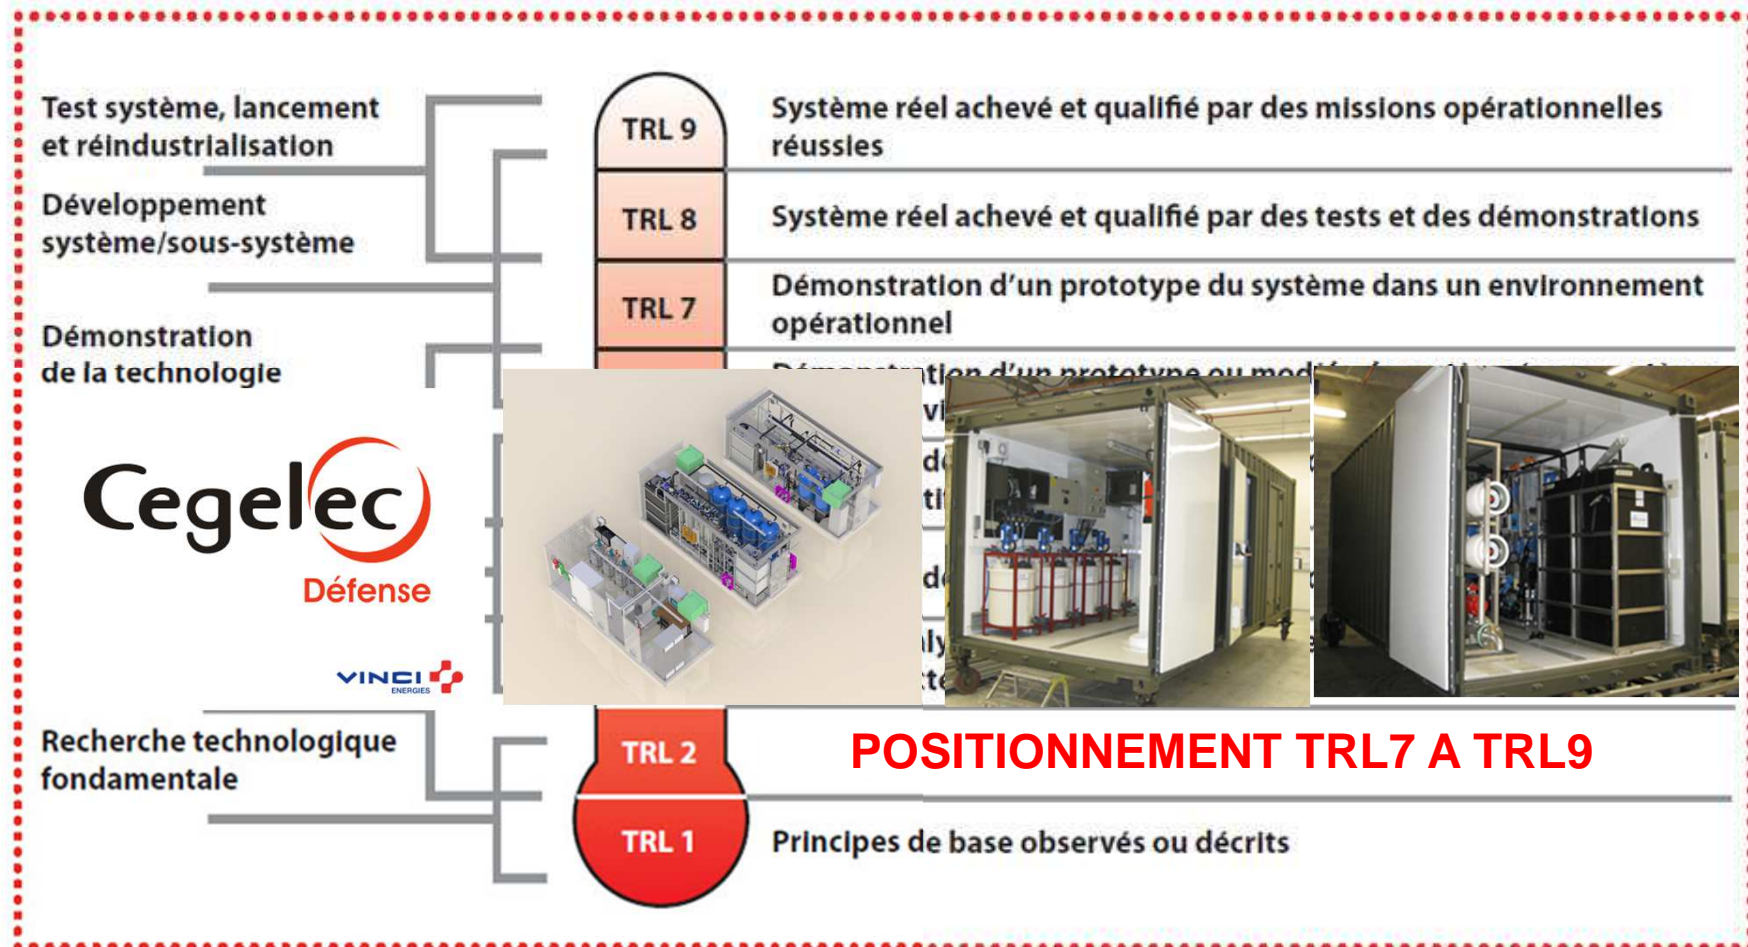 Test système, lancement
et réindustrialisation
TRL 9
Système réel achevé et qualifié par des missions opérationnelles
réussies
Développement
système/sous-système
TRL 8
Système réel achevé et qualifié par des tests et des démonstrations
TRL 7
Démonstration d'un prototype du système dans un environnement
opérationnel
Démonstration
de la technologie
d'un prototype ou
Cegelec
Défense
VINCI
ENERGIES
Recherche technologique
fondamentale
TRL 2
POSITIONNEMENT TRL7 A TRL9
TRL 1
Principes de base observés ou décrits